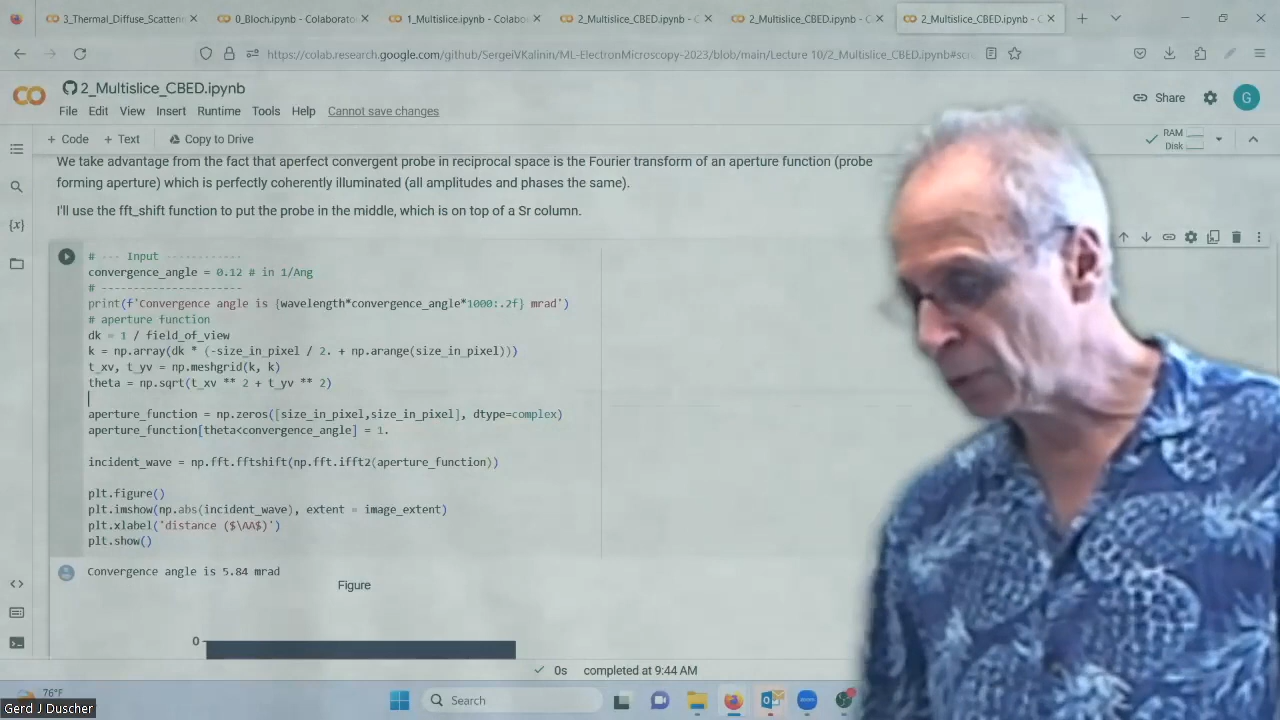 3_Thermal_Diffuse_Scatteri
0_Bloch.ipynb - Colaborato
1_Multislice.ipynb - Colabo
2_Multislice_CBED.ipynb - C
2_Multislice_CBED.ipynb - C
2_Multislice_CBED.ipynb - C
https://colab.research.google.com/github/SergeiVKalinin/ML-ElectronMicroscopy-2023/blob/main/Lecture 10/2_Multislice_CBED.ipynb#scr
2_Multislice_CBED.ipynb
File Edit View Insert Runtime Tools Help Cannot save changes
Share
G
+ Code + Text Copy to Drive
RAM
Disk
We take advantage from the fact that aperfect convergent probe in reciprocal space is the Fourier transform of an aperture function (probe
forming aperture) which is perfectly coherently illuminated (all amplitudes and phases the same).
I'll use the fft_shift function to put the probe in the middle, which is on top of a Sr column.
# --- Input ------------
convergence_angle = 0.12 # in 1/Ang
# ----------------------
print(f'Convergence angle is {wavelength*convergence_angle*1000:.2f} mrad')
# aperture function
dk = 1 / field_of_view
k = np.array(dk * (-size_in_pixel / 2. + np.arange(size_in_pixel)))
t_xv, t_yv = np.meshgrid(k, k)
theta = np.sqrt(t_xv ** 2 + t_yv ** 2)
aperture_function = np.zeros([size_in_pixel,size_in_pixel], dtype=complex)
aperture_function[theta<convergence_angle] = 1.
incident_wave = np.fft.fftshift(np.fft.ifft2(aperture_function))
plt.figure()
plt.imshow(np.abs(incident_wave), extent = image_extent)
plt.xlabel('distance ($\AA$)')
plt.show()
Convergence angle is 5.84 mrad
Figure
0
0s completed at 9:44 AM
76°F
Search
Gerd J Duscher